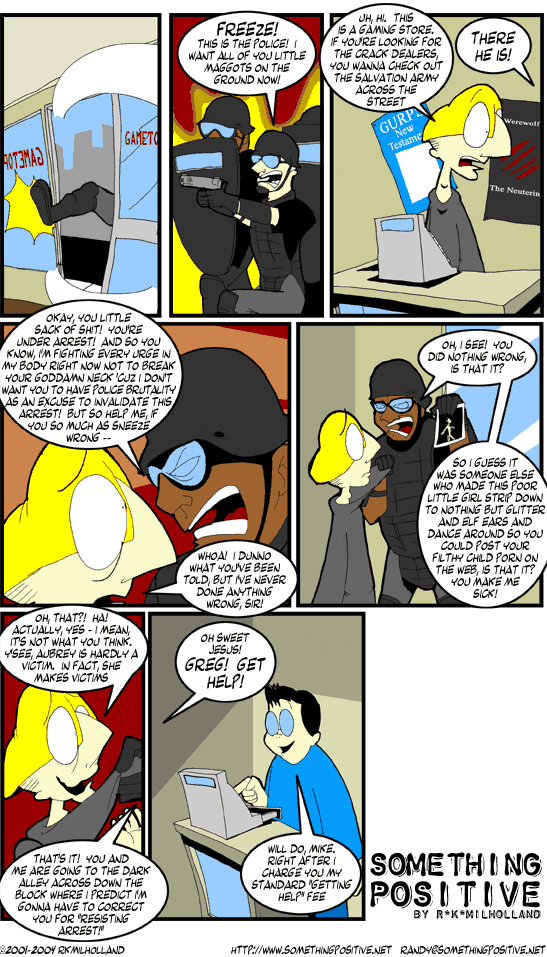 GAMETOP
GAMETO
FREEZE!
THIS IS THE POLICE! I
WANT ALL OF YOU LITTLE
MAGGOTS ON THE
GROUND NOW!
UH, HI. THIS
IS A GAMING STORE.
IF YOU'RE LOOKING FOR
THE CRACK DEALERS,
YOU WANNA CHECK OUT
THE SALVATION ARMY
ACROSS THE
STREET
THERE
HE IS!
GURP
New
Testame
Werewolf
The Neuterin
OKAY, YOU LITTLE
SACK OF SHIT! YOU'RE
UNDER ARREST! AND SO YOU
KNOW, I'M FIGHTING EVERY URGE IN
MY BODY RIGHT NOW NOT TO BREAK
YOUR GODDAMN NECK 'CUZ I DON'T
WANT YOU TO HAVE POLICE BRUTALITY
AS AN EXCUSE TO INVALIDATE THIS
ARREST! BUT SO HELP ME, IF
YOU SO MUCH AS SNEEZE
WRONG --
WHOA! I DUNNO
WHAT YOU'VE BEEN
TOLD, BUT I'VE NEVER
DONE ANYTHING
WRONG, SIR!
OH, I SEE! YOU
DID NOTHING WRONG,
IS THAT IT?
SO I GUESS IT
WAS SOMEONE ELSE
WHO MADE THIS POOR
LITTLE GIRL STRIP DOWN
TO NOTHING BUT GLITTER
AND ELF EARS AND
DANCE AROUND SO YOU
COULD POST YOUR
FILTHY CHILD PORN ON
THE WEB, IS THAT IT?
YOU MAKE ME
SICK!
OH, THAT?! HA!
ACTUALLY, YES - I MEAN,
IT'S NOT WHAT YOU THINK.
Y'SEE, AUBREY IS HARDLY A
VICTIM. IN FACT, SHE
MAKES VICTIMS
THAT'S IT! YOU AND
ME ARE GOING TO THE DARK
ALLEY ACROSS DOWN THE
BLOCK WHERE I PREDICT I'M
GONNA HAVE TO CORRECT
YOU FOR "RESISTING
ARREST!"
OH SWEET
JESUS!
GREG! GET
HELP!
WILL DO, MIKE.
RIGHT AFTER I
CHARGE YOU MY
STANDARD "GETTING
HELP" FEE
SOMETHING
POSITIVE
BY R*K*MILHOLLAND
©2001-2004 RKMILHOLLAND
HTTP://WWW.SOMETHINGPOSITIVE.NET RANDY@SOMETHINGPOSITIVE.NET